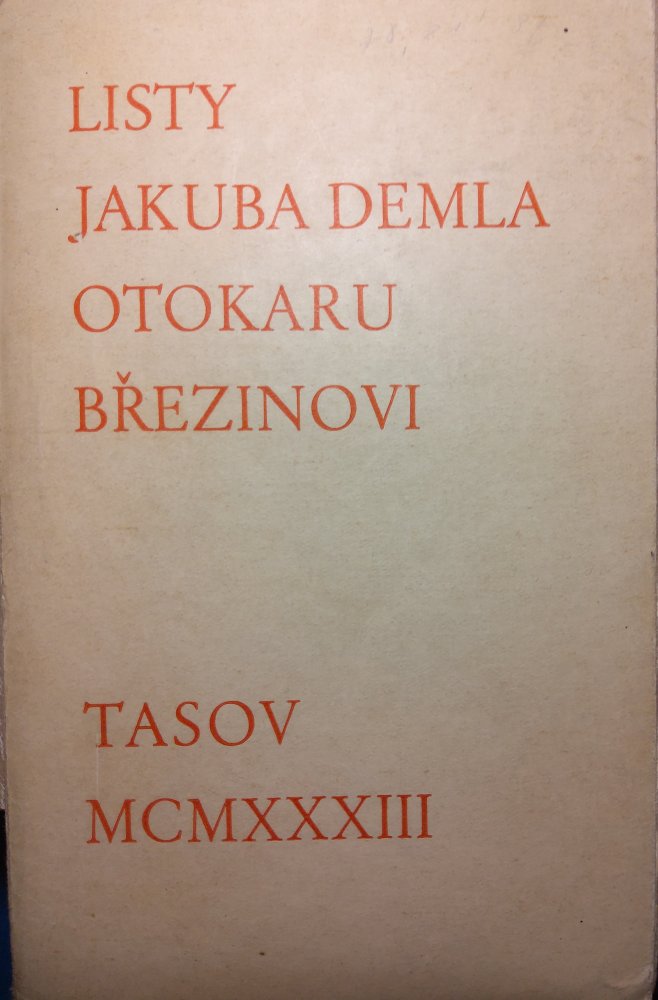 LISTY
JAKUBA DEMLA
OTOKARU
BŘEZINOVI
TASOV
MCMXXXIII